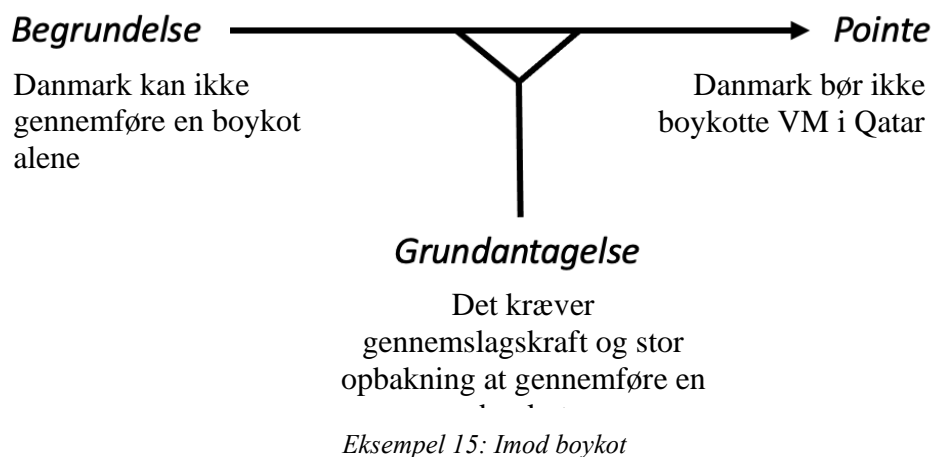 Begrundelse
Pointe
Danmark kan ikke
gennemføre en boykot
alene
Danmark bør ikke
boykotte VM i Qatar
Grundantagelse
Det kræver
gennemslagskraft og stor
opbakning at gennemføre en
Eksempel 15: Imod boykot